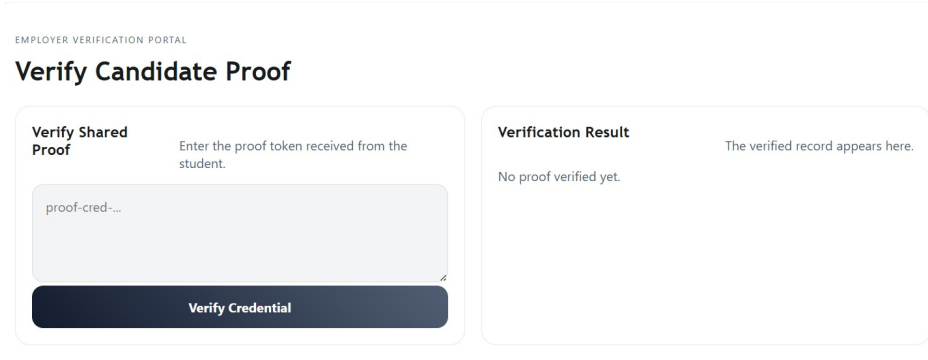 EMPLOYER VERIFICATION PORTAL
Verify Candidate Proof
Verify Shared
Proof
Enter the proof token received from the
student.
proof-cred-...
Verify Credential
Verification Result
The verified record appears here.
No proof verified yet.